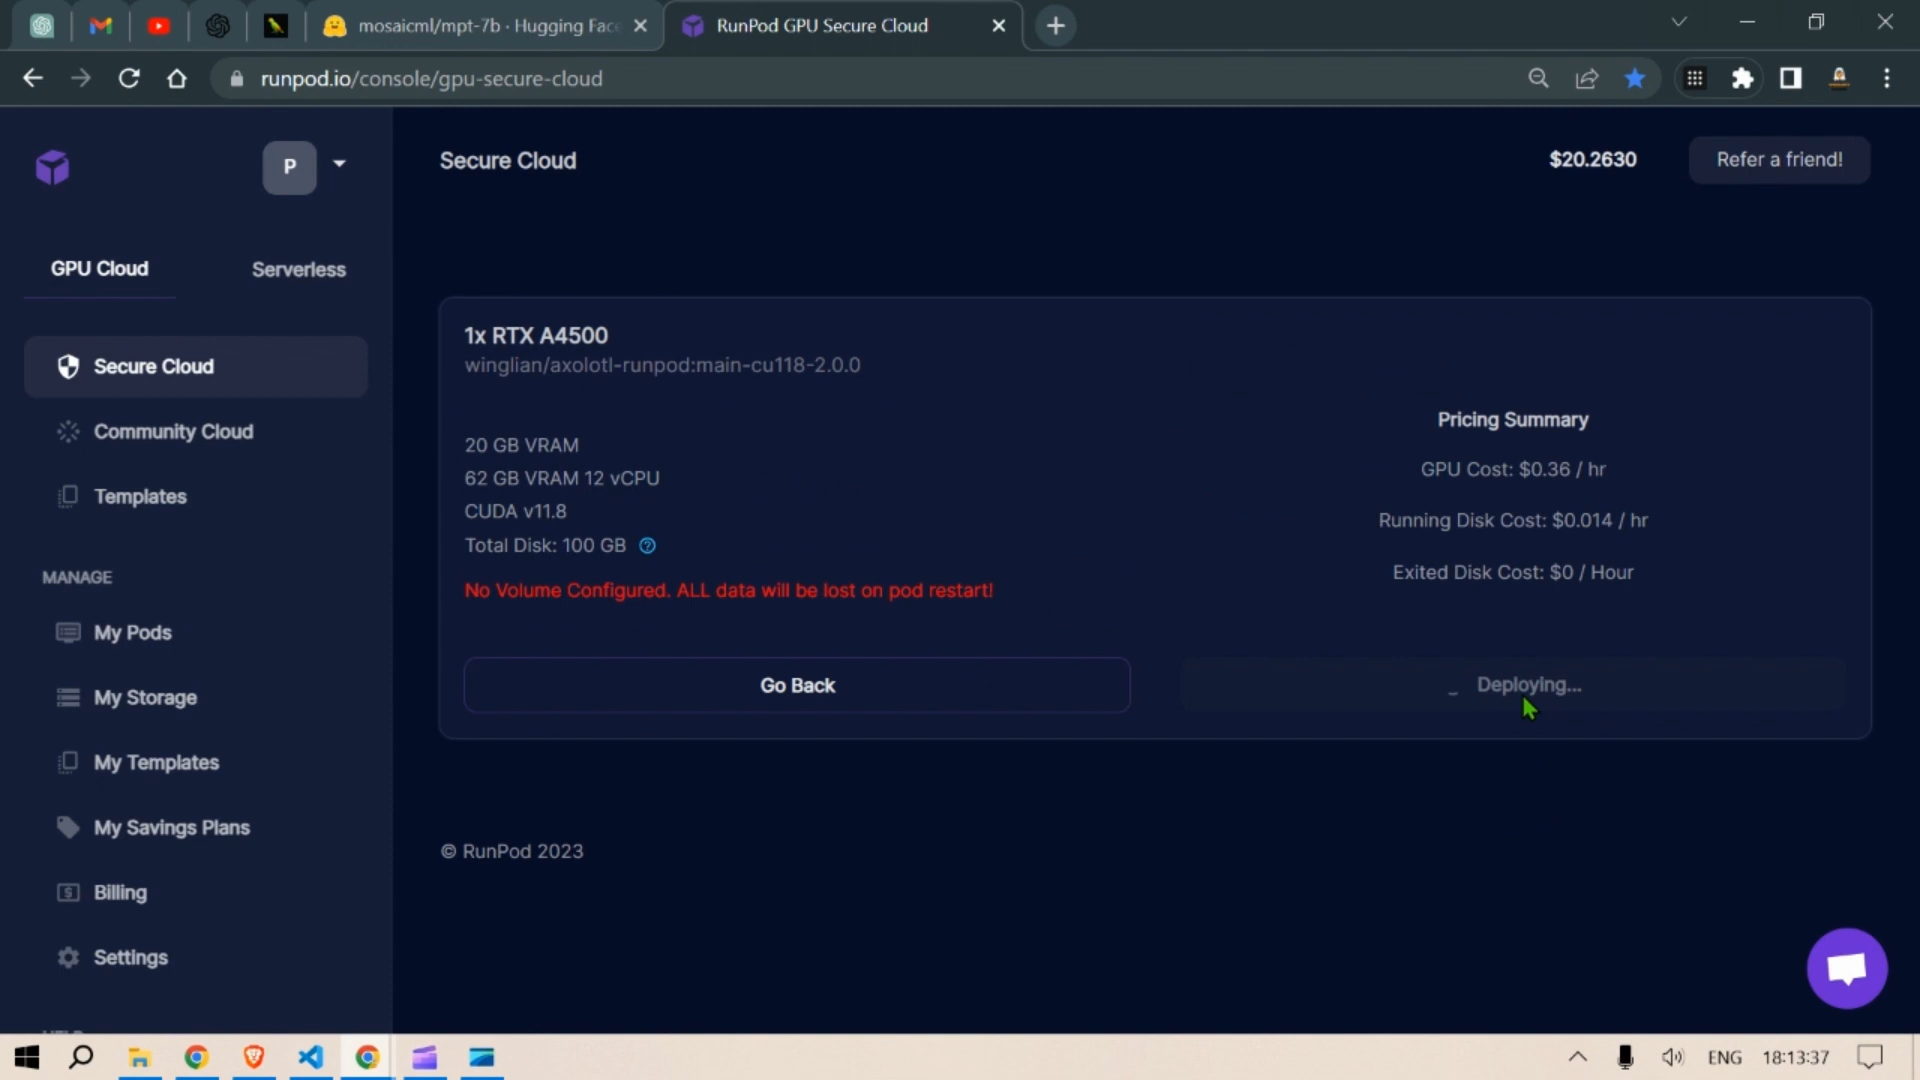 mosaicml/mpt-7b · Hugging Face
RunPod GPU Secure Cloud
runpod.io/console/gpu-secure-cloud
P
Secure Cloud
$20.2630
Refer a friend!
GPU Cloud
Serverless
Secure Cloud
Community Cloud
Templates
MANAGE
My Pods
My Storage
My Templates
My Savings Plans
Billing
Settings
1x RTX A4500
winglian/axolotl-runpod:main-cu118-2.0.0
20 GB VRAM
62 GB VRAM 12 vCPU
CUDA v11.8
Total Disk: 100 GB
No Volume Configured. ALL data will be lost on pod restart!
Pricing Summary
GPU Cost: $0.36 / hr
Running Disk Cost: $0.014 / hr
Exited Disk Cost: $0 / Hour
Go Back
Deploying...
© RunPod 2023
ENG
18:13:37